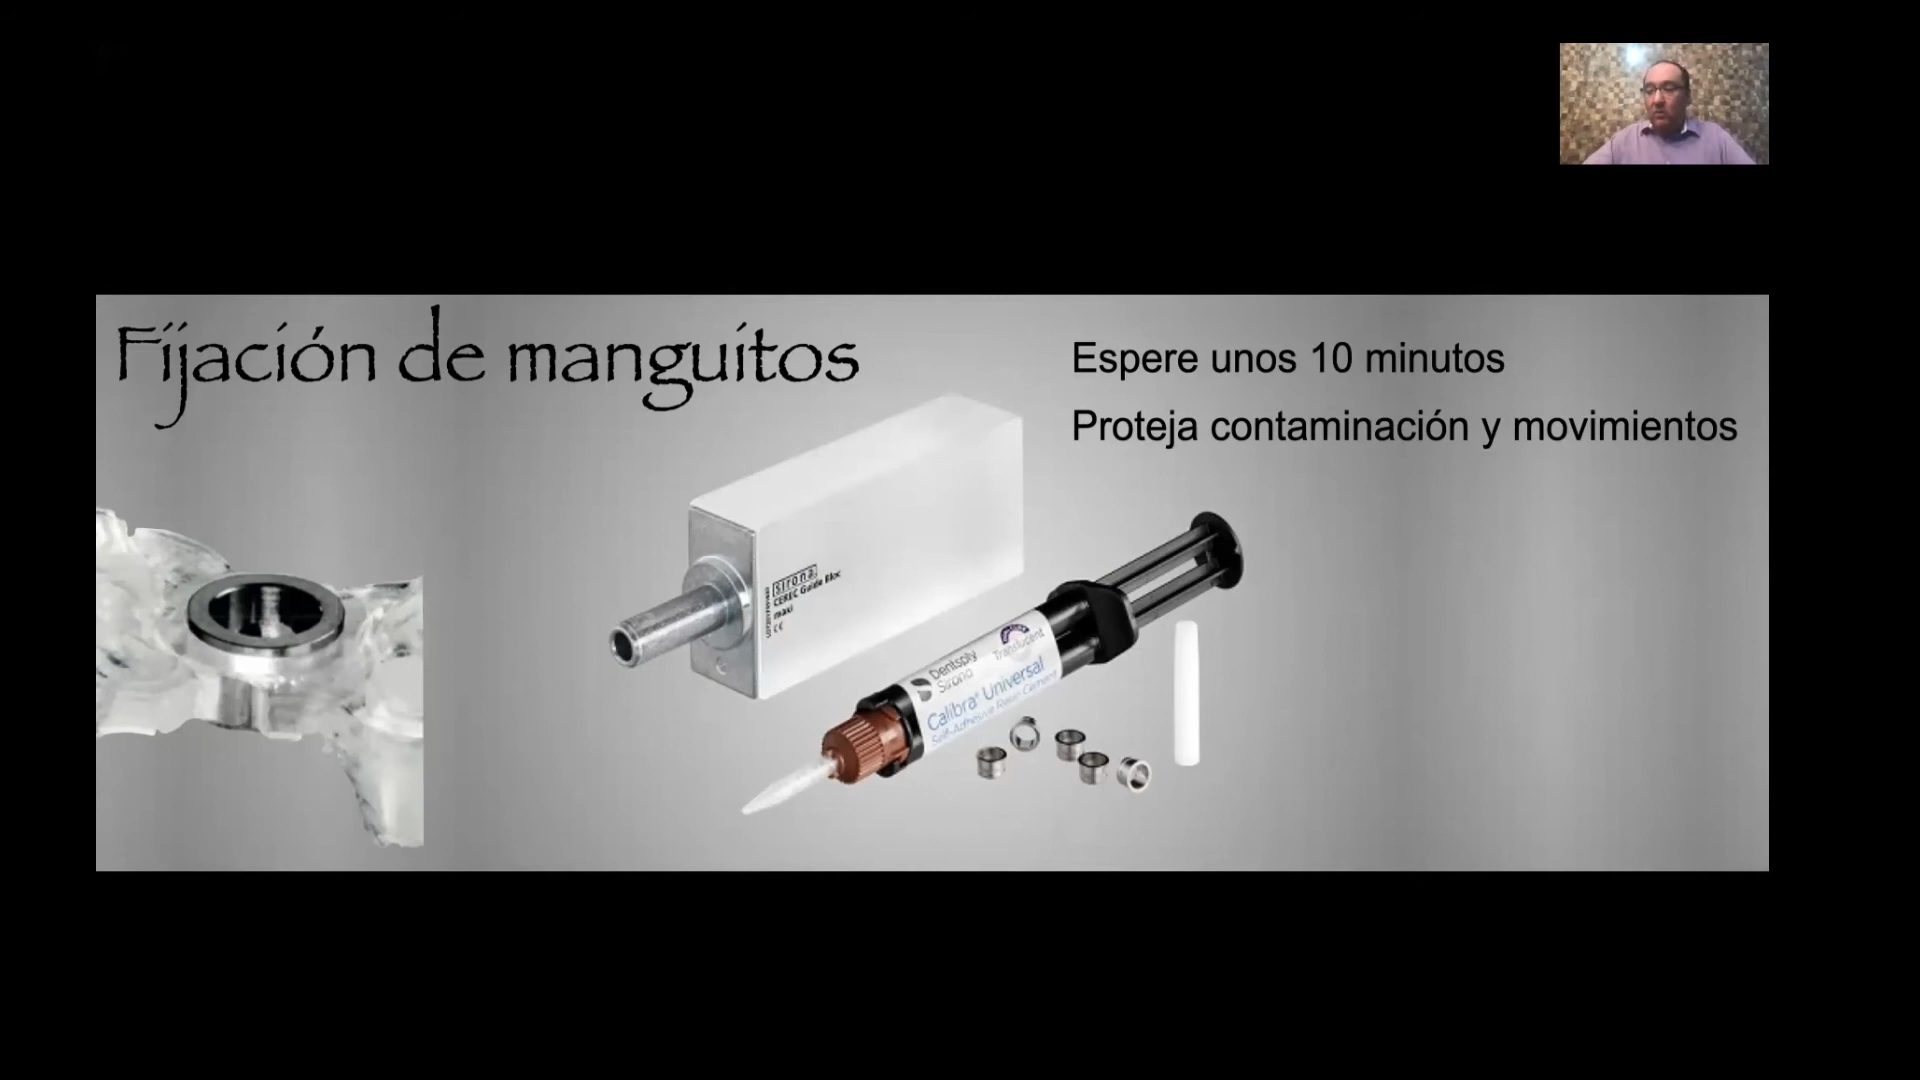 Fijación de manguitos
Espere unos 10 minutos
Proteja contaminación y movimientos
sirona
CEREC Guide Bloc
maxi
CE
Dentsply
Sirona
Translucent
Calibra® Universal
Self-Adhesive Resin Cement